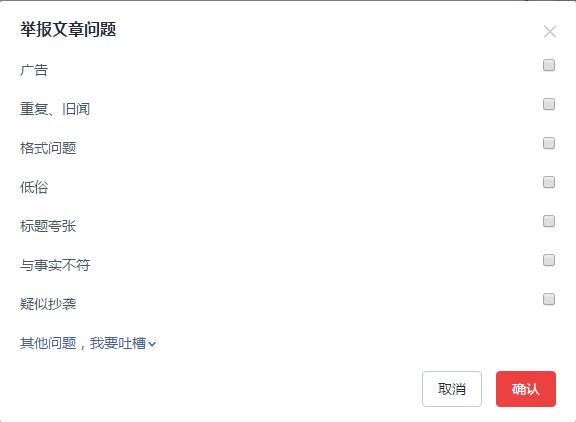 举报文章问题
广告
重复、旧闻
格式问题
低俗
标题夸张
与事实不符
疑似抄袭
其他问题，我要吐槽
取消 确认